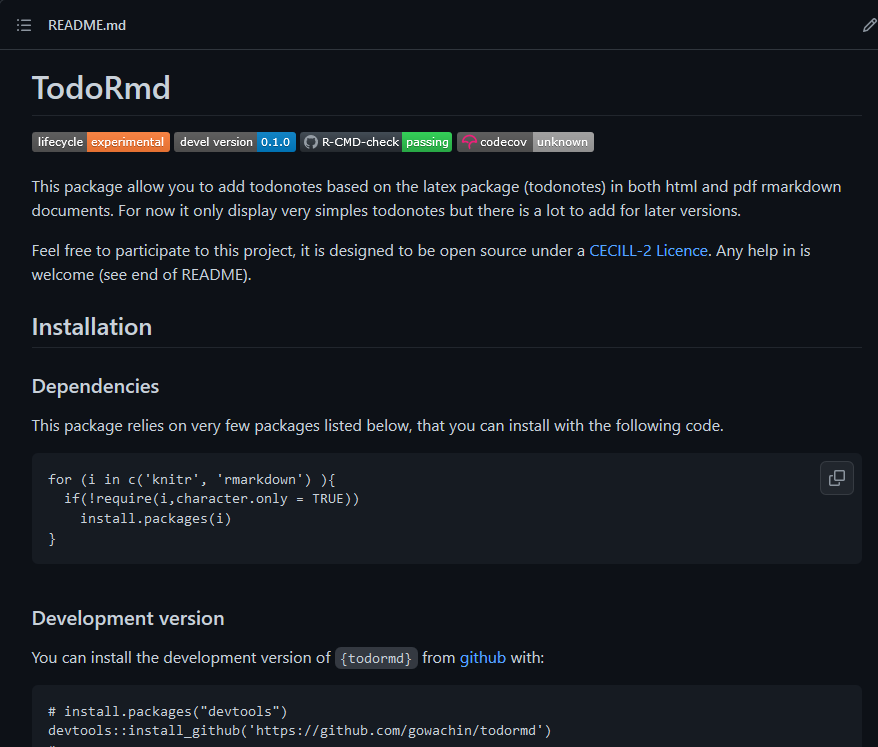 README.md
TodoRmd
lifecycle experimental devel version 0.1.0 R-CMD-check passing codecov unknown
This package allow you to add todonotes based on the latex package (todonotes) in both html and pdf rmarkdown
documents. For now it only display very simples todonotes but there is a lot to add for later versions.
Feel free to participate to this project, it is designed to be open source under a CECILL-2 Licence. Any help in is
welcome (see end of README).
Installation
Dependencies
This package relies on very few packages listed below, that you can install with the following code.
for (i in c('knitr', 'rmarkdown') ){
  if(!require(i,character.only = TRUE))
    install.packages(i)
}
Development version
You can install the development version of {todormd} from github with:
# install.packages("devtools")
devtools::install_github('https://github.com/gowachin/todormd')